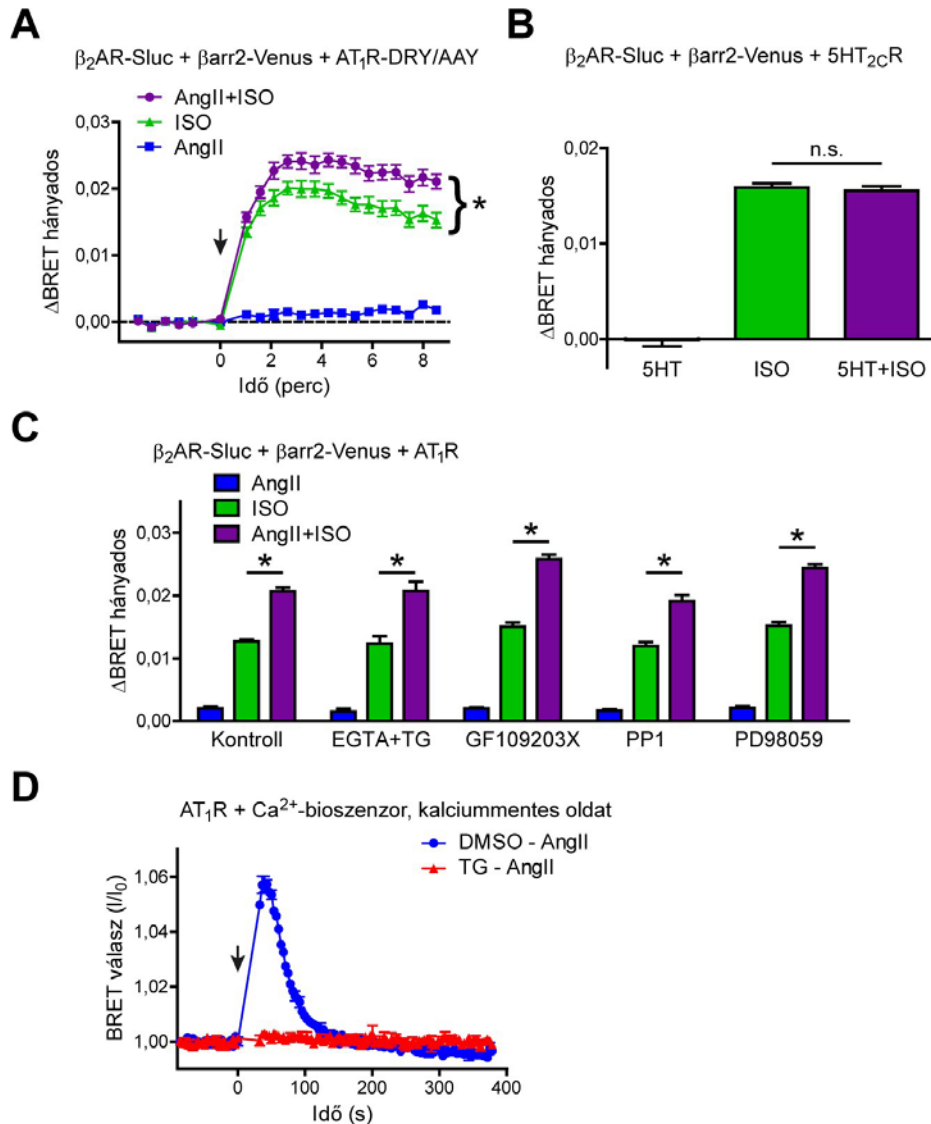 A
β₂AR-Sluc + βarr2-Venus + AT₁R-DRY/AAY
AngII+ISO
ISO
AngII
ΔBRET hányados
0,03
0,02
0,01
0,00
*
0 2 4 6 8
Idő (perc)
B
β₂AR-Sluc + βarr2-Venus + 5HT₂CR
n.s.
ΔBRET hányados
0,02
0,01
0,00
5HT ISO 5HT+ISO
C
β₂AR-Sluc + βarr2-Venus + AT₁R
AngII
ISO
AngII+ISO
ΔBRET hányados
0,03
0,02
0,01
0,00
* * * * *
Kontroll EGTA+TG GF109203X PP1 PD98059
D
AT₁R + Ca²⁺-bioszenzor, kalciummentes oldat
DMSO - AngII
TG - AngII
BRET válasz (I/I₀)
1,06
1,04
1,02
1,00
0 100 200 300 400
Idő (s)